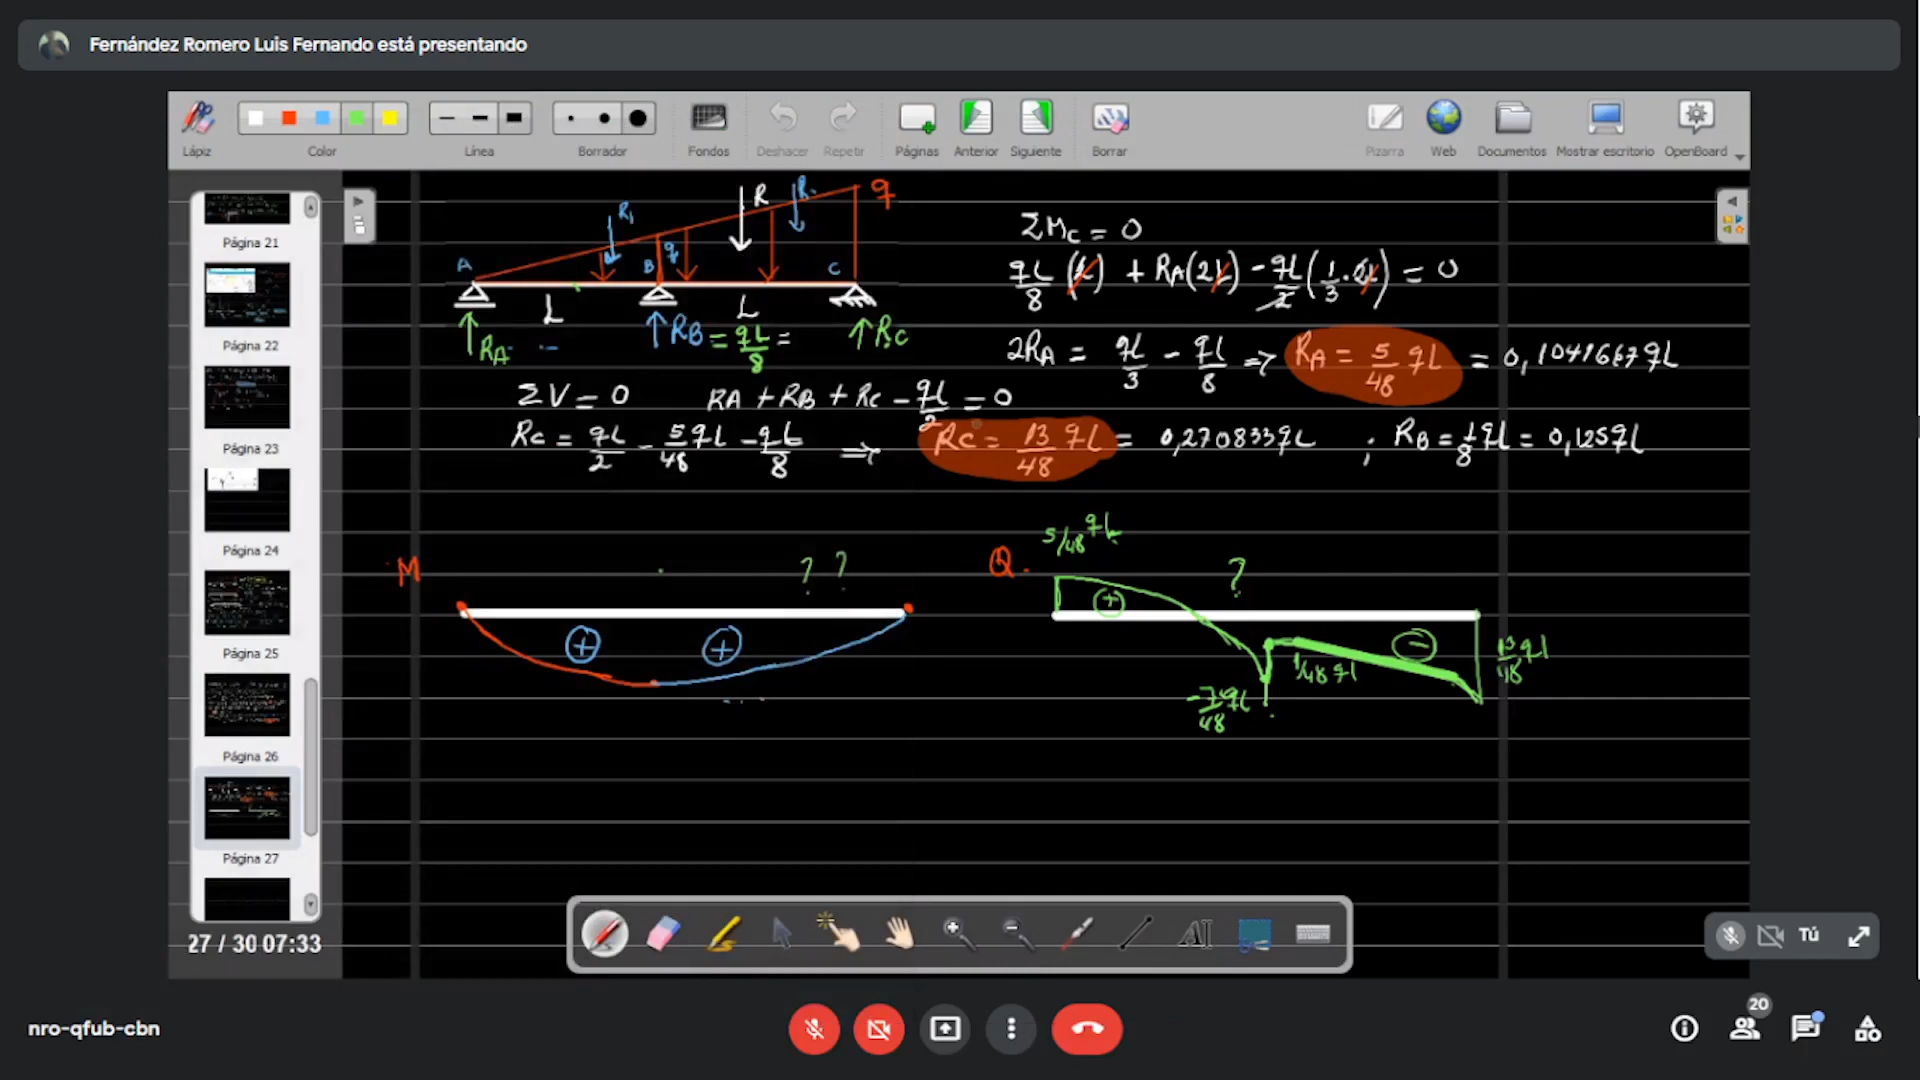 Fernández Romero Luis Fernando está presentando
Lápiz
Color
Línea
Borrador
Fondos
Deshacer
Repetir
Páginas
Anterior
Siguiente
Borrar
Pizarra
Web
Documentos
Mostrar escritorio
OpenBoard
Página 21
Página 22
Página 23
Página 24
Página 25
Página 26
Página 27
27 / 30 07:33
R₁
R
R
q
A
B
q
C
L
L
RA
RB = qL/8 =
RC
ΣMc = 0
qL/8 (L) + RA(2L) - qL/2 (1/3 · 2L) = 0
2RA = qL/3 - qL/8 => RA = 5/48 qL = 0,1041667qL
ΣV = 0 RA + RB + Rc - qL/2 = 0
Rc = qL/2 - 5qL/48 - qL/8 => Rc = 13/48 qL = 0,270833qL ; RB = 1/8 qL = 0,125qL
M
? ?
+
+
Q.
5/48 qL
?
+
-
-7/48 qL
1/48 qL
13/48 qL
Tú
nro-qfub-cbn
20